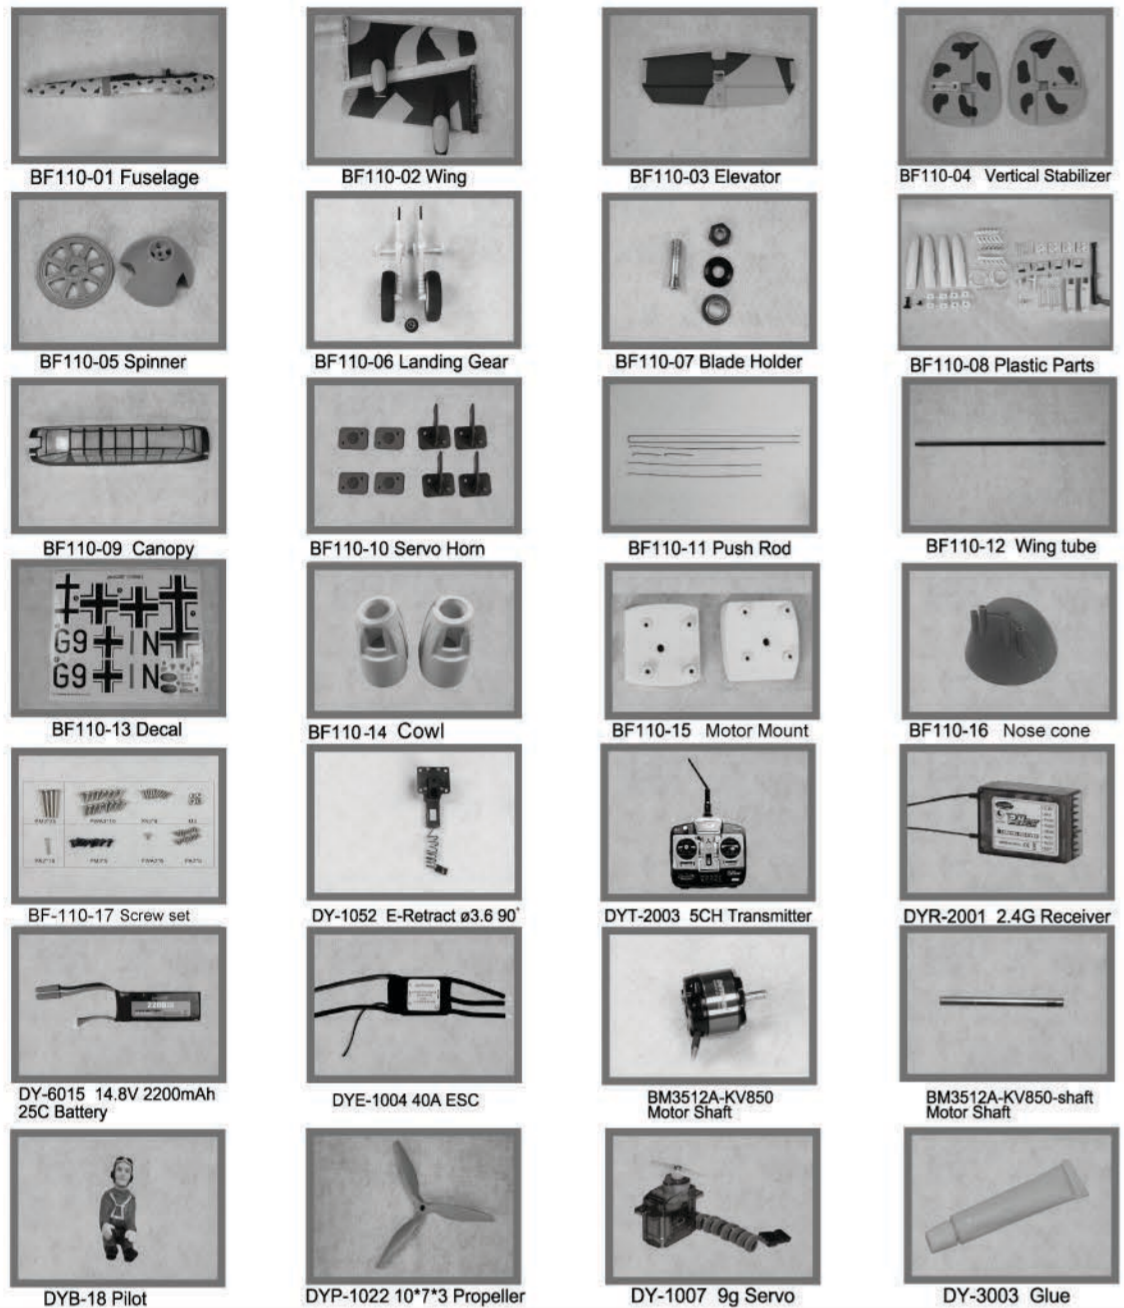 BF110-01 Fuselage
BF110-02 Wing
BF110-03 Elevator
BF110-04 Vertical Stabilizer
BF110-05 Spinner
BF110-06 Landing Gear
BF110-07 Blade Holder
BF110-08 Plastic Parts
BF110-09 Canopy
BF110-10 Servo Horn
BF110-11 Push Rod
BF110-12 Wing tube
G9 IN
G9 IN
BF110-13 Decal
BF110-14 Cowl
BF110-15 Motor Mount
BF110-16 Nose cone
BF-110-17 Screw set
DY-1052 E-Retract ø3.6 90°
DYT-2003 5CH Transmitter
DYR-2001 2.4G Receiver
2200
DY-6015 14.8V 2200mAh
25C Battery
DYE-1004 40A ESC
BM3512A-KV850
Motor Shaft
BM3512A-KV850-shaft
Motor Shaft
DYB-18 Pilot
DYP-1022 10*7*3 Propeller
DY-1007 9g Servo
DY-3003 Glue